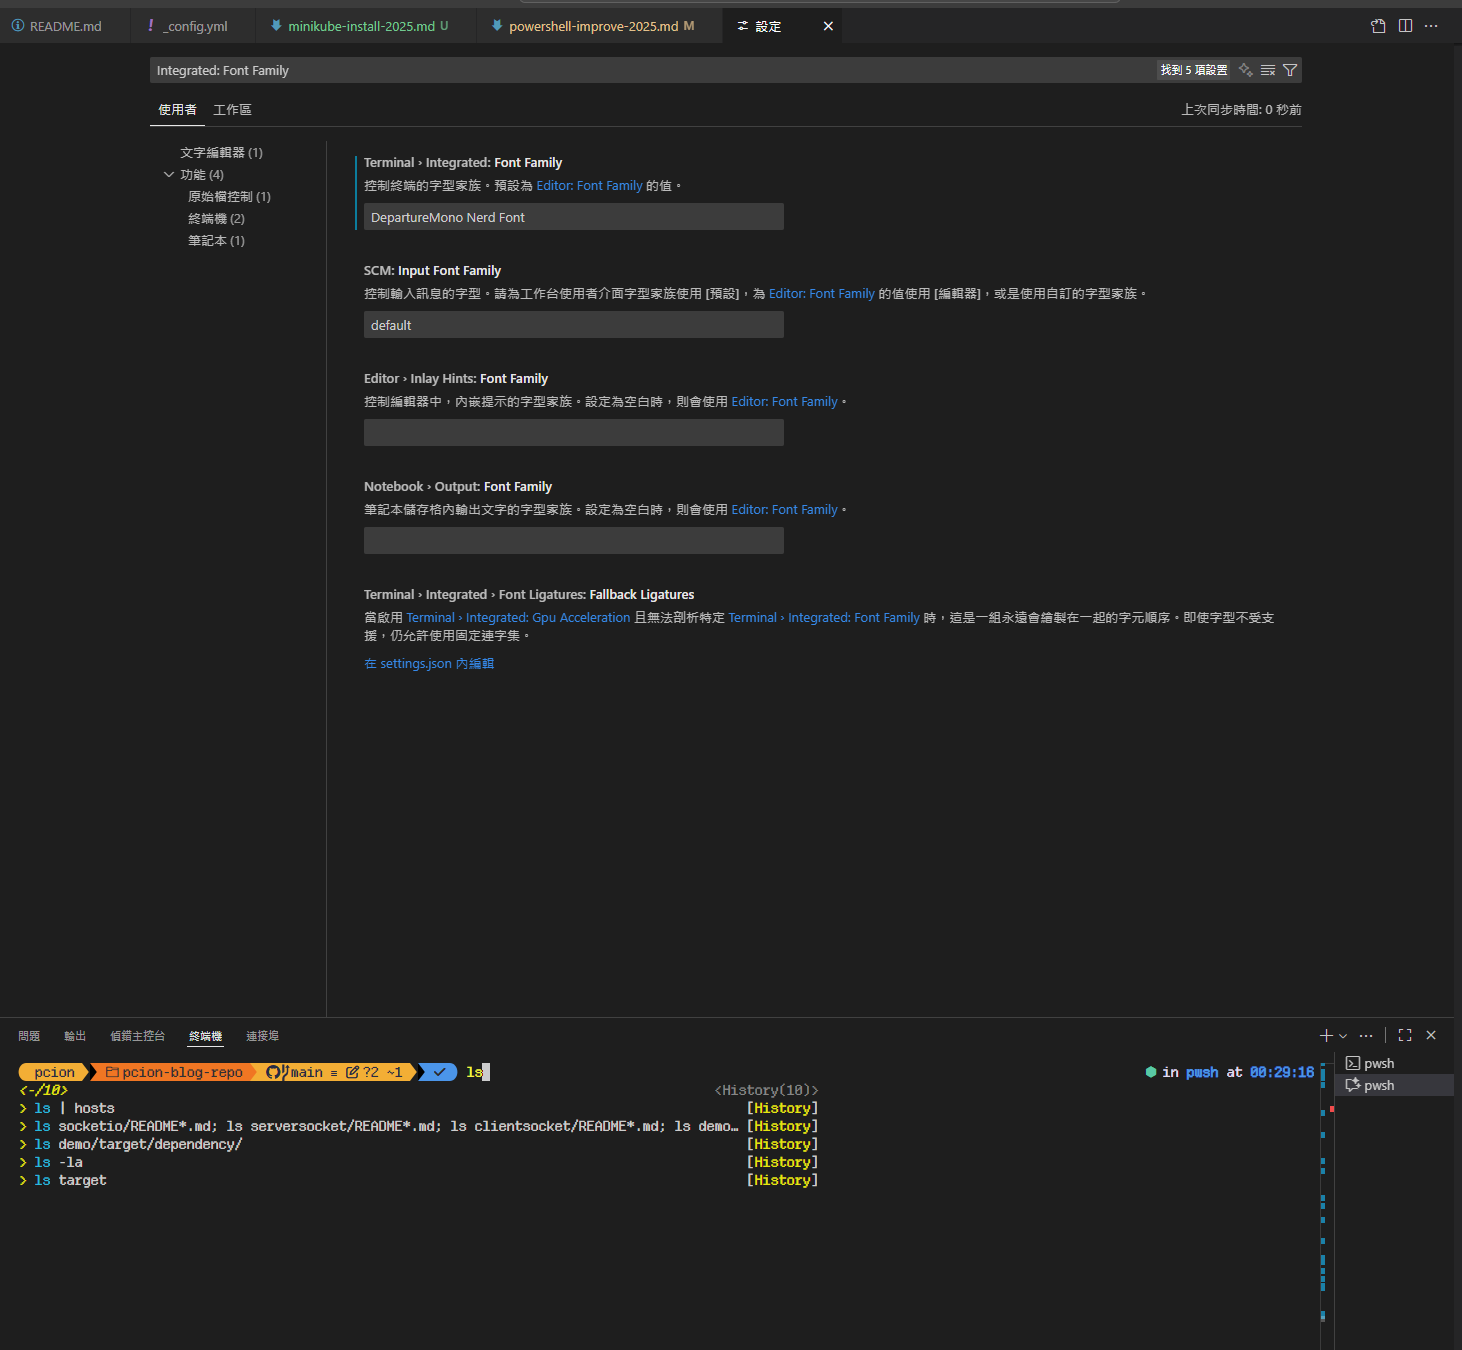 README.md
_config.yml
minikube-install-2025.md U
powershell-improve-2025.md M
設定
Integrated: Font Family
找到 5 項設置
使用者
工作區
上次同步時間: 0 秒前
文字編輯器 (1)
功能 (4)
原始檔控制 (1)
終端機 (2)
筆記本 (1)
Terminal › Integrated: Font Family
控制終端的字型家族。預設為 Editor: Font Family 的值。
DepartureMono Nerd Font
SCM: Input Font Family
控制輸入訊息的字型。請為工作台使用者介面字型家族使用 [預設]，為 Editor: Font Family 的值使用 [編輯器]，或是使用自訂的字型家族。
default
Editor › Inlay Hints: Font Family
控制編輯器中，內嵌提示的字型家族。設定為空白時，則會使用 Editor: Font Family。
Notebook › Output: Font Family
筆記本儲存格內輸出文字的字型家族。設定為空白時，則會使用 Editor: Font Family。
Terminal › Integrated › Font Ligatures: Fallback Ligatures
當啟用 Terminal › Integrated: Gpu Acceleration 且無法剖析特定 Terminal › Integrated: Font Family 時，這是一組永遠會繪製在一起的字元順序。即使字型不受支
援，仍允許使用固定連字集。
在 settings.json 內編輯
問題
輸出
偵錯主控台
終端機
連接埠
pcion pcion-blog-repo main ≡ ?2 ~1 ls
in pwsh at 00:29:16
<-/10> <History(10)>
> ls | hosts [History]
> ls socketio/README*.md; ls serversocket/README*.md; ls clientsocket/README*.md; ls demo… [History]
> ls demo/target/dependency/ [History]
> ls -la [History]
> ls target [History]
pwsh
pwsh